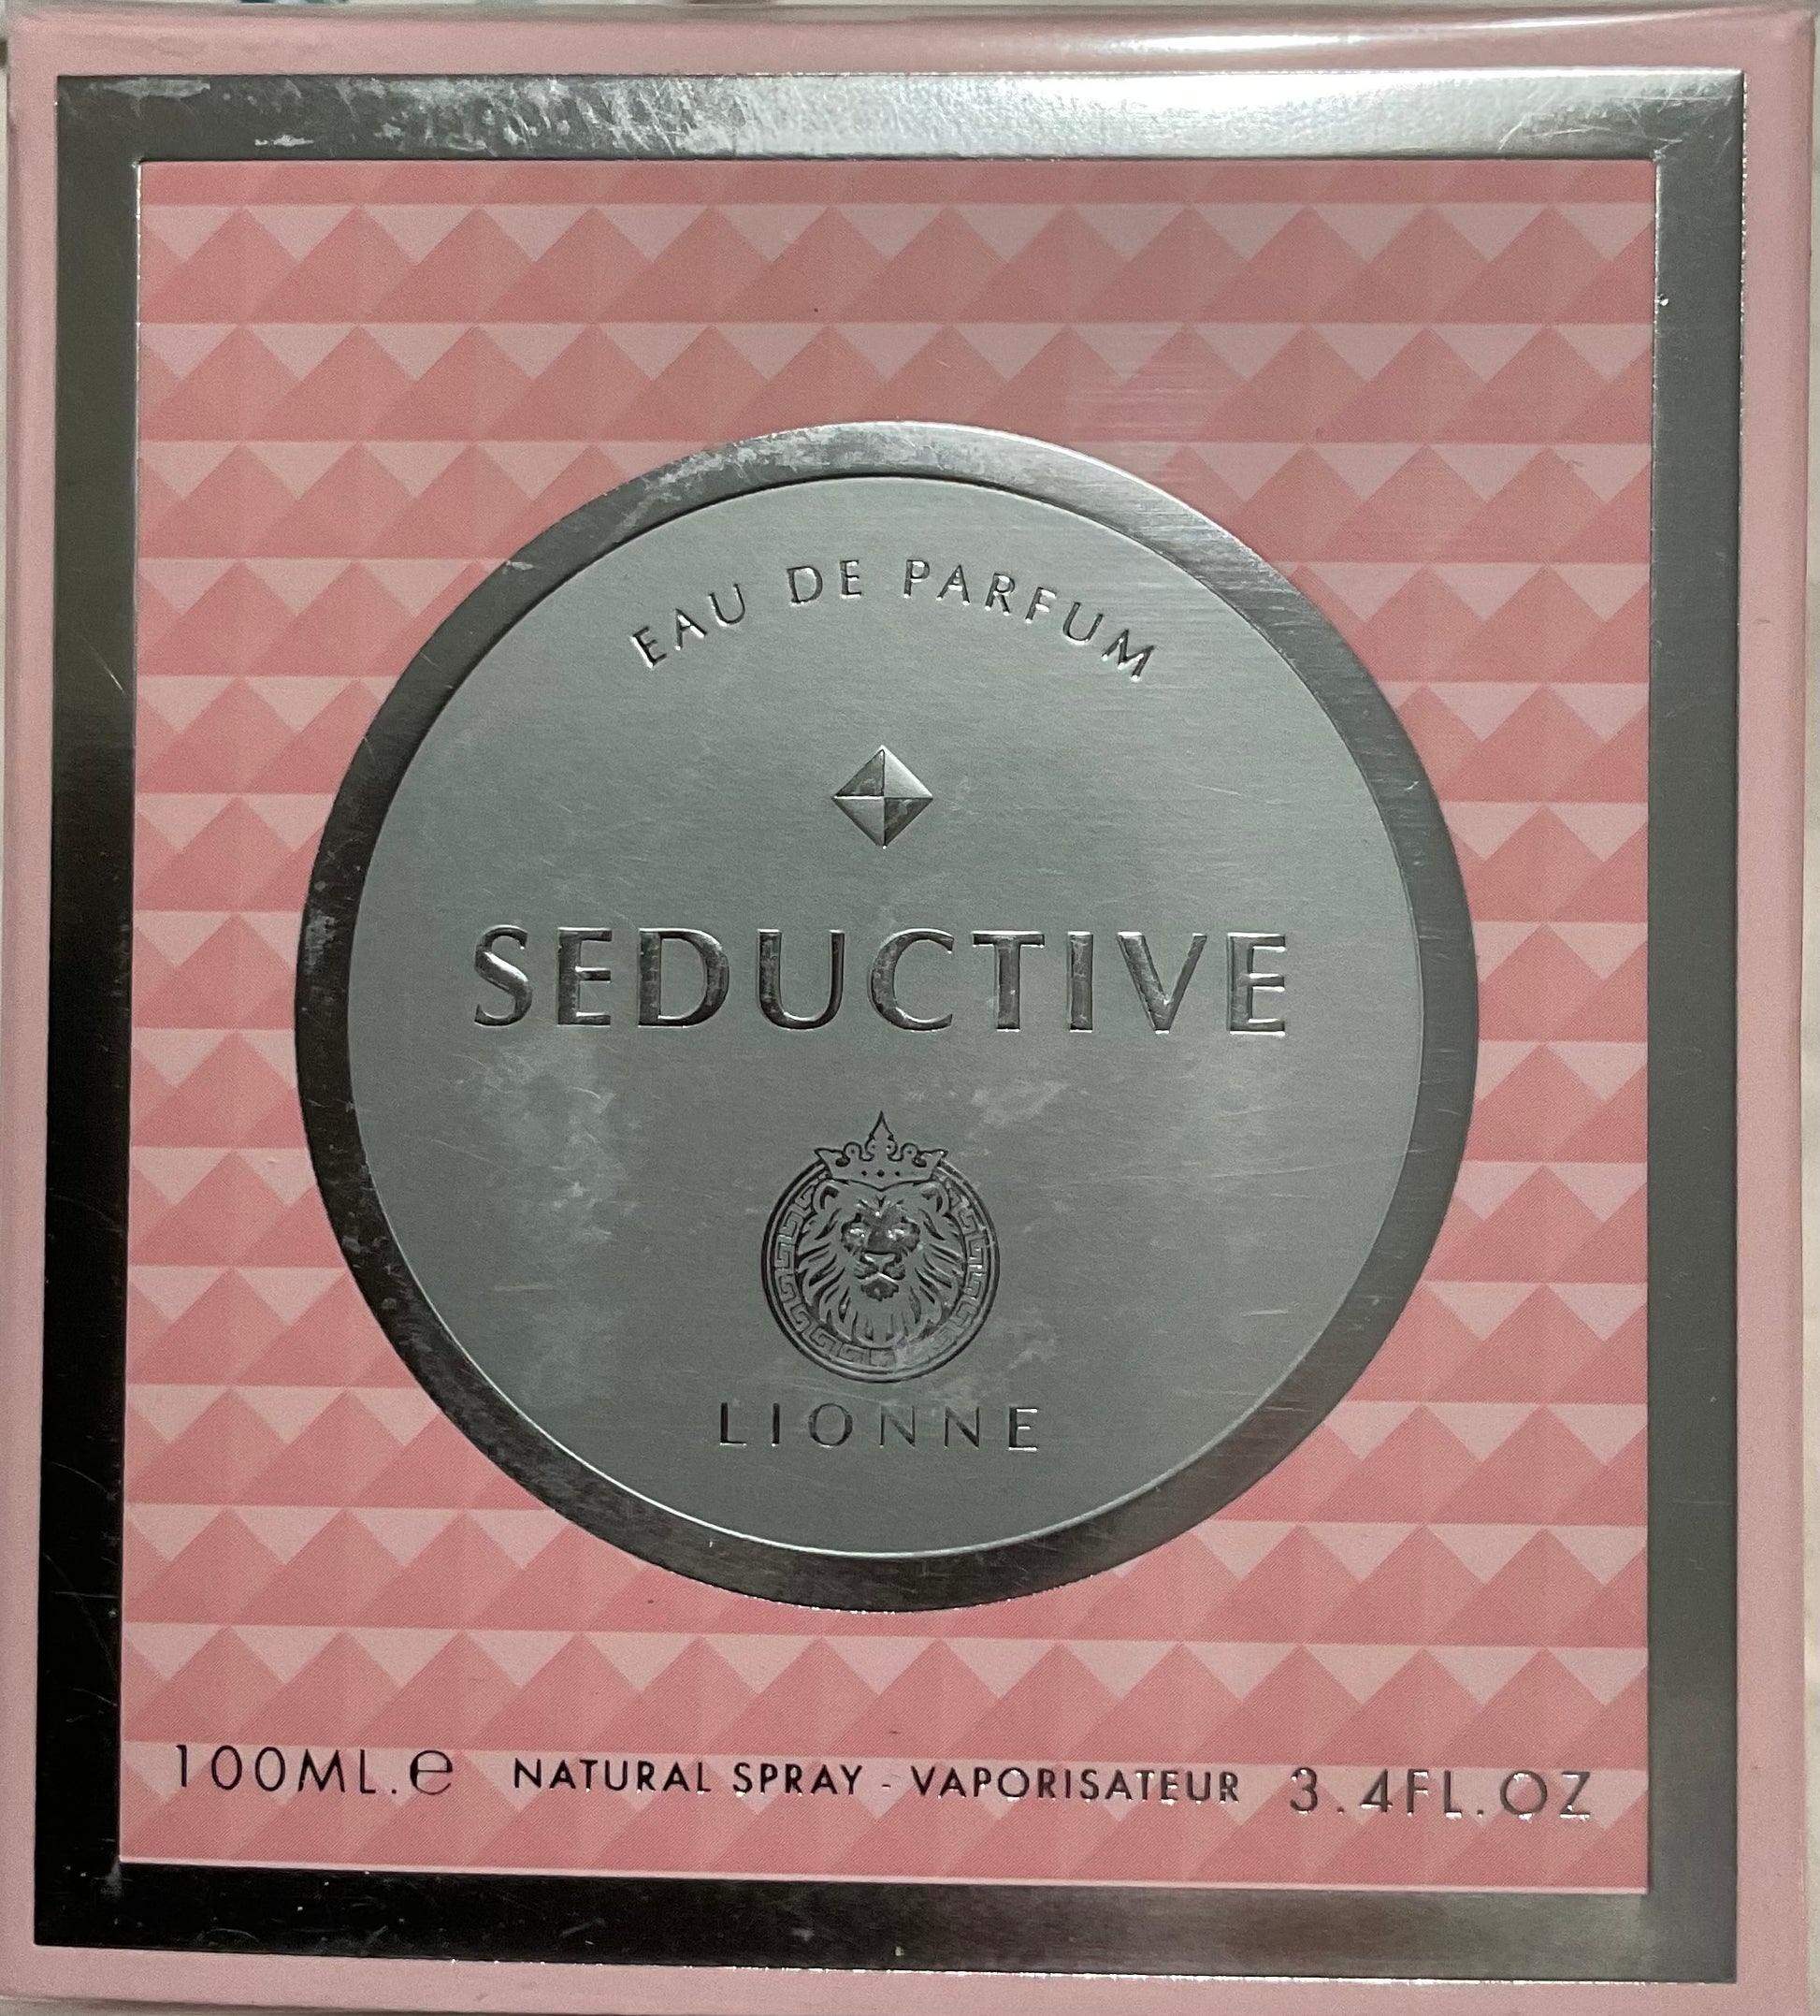 EAU DE PARFUM
SEDUCTIVE
LIONNE
100ML.e NATURAL SPRAY - VAPORISATEUR 3.4FL.OZ